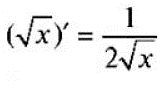 (√x)′ = 1/(2√x)